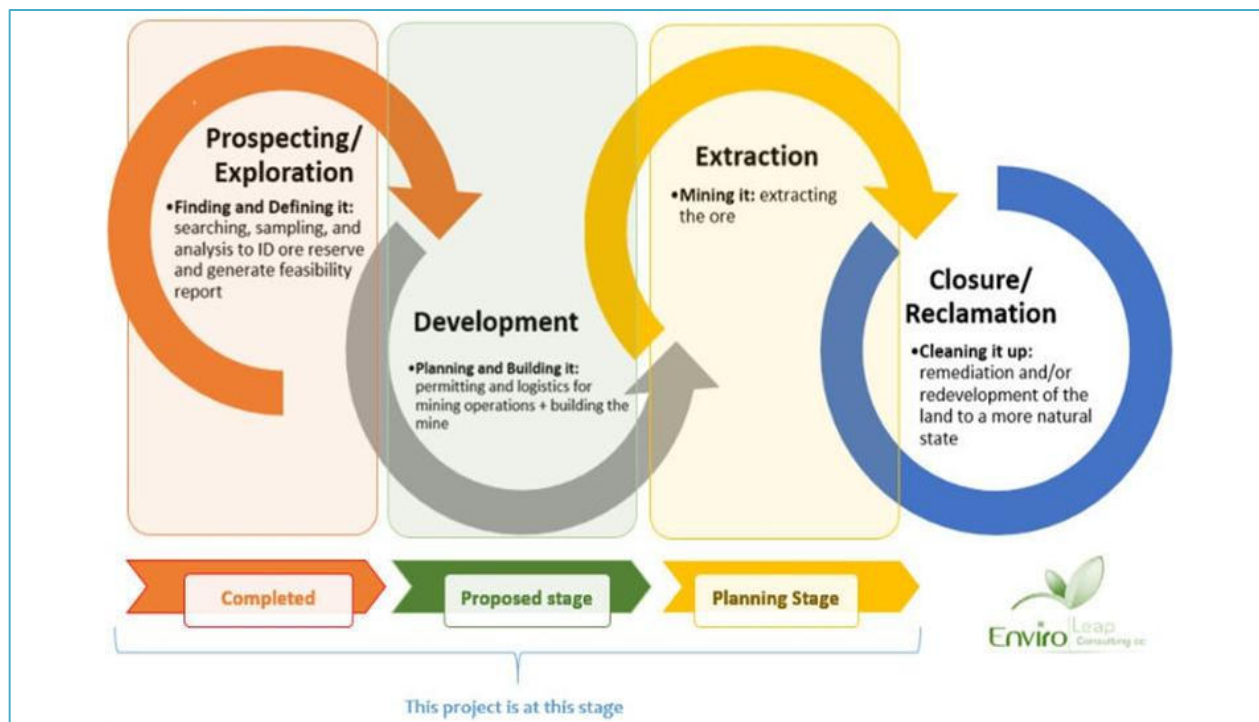 Prospecting/
Exploration
•Finding and Defining it:
searching, sampling, and
analysis to ID ore reserve
and generate feasibility
report
Development
•Planning and Building it:
permitting and logistics for
mining operations + building the
mine
Extraction
•Mining it: extracting
the ore
Closure/
Reclamation
•Cleaning it up:
remediation and/or
redevelopment of the
land to a more natural
state
Completed
Proposed stage
Planning Stage
Enviro Leap
Consulting cc
This project is at this stage